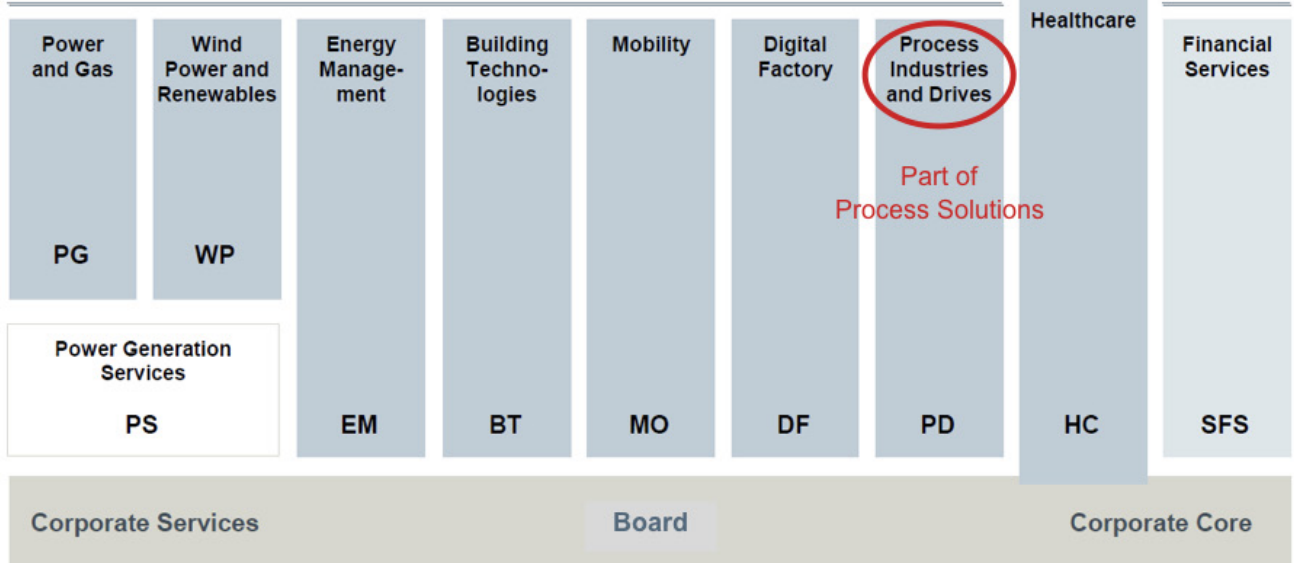 Power
and Gas
PG
Wind
Power and
Renewables
WP
Power Generation
Services
PS
Energy
Manage-
ment
EM
Building
Techno-
logies
BT
Mobility
MO
Digital
Factory
DF
Process
Industries
and Drives
Part of
Process Solutions
PD
Healthcare
HC
Financial
Services
SFS
Corporate Services
Board
Corporate Core